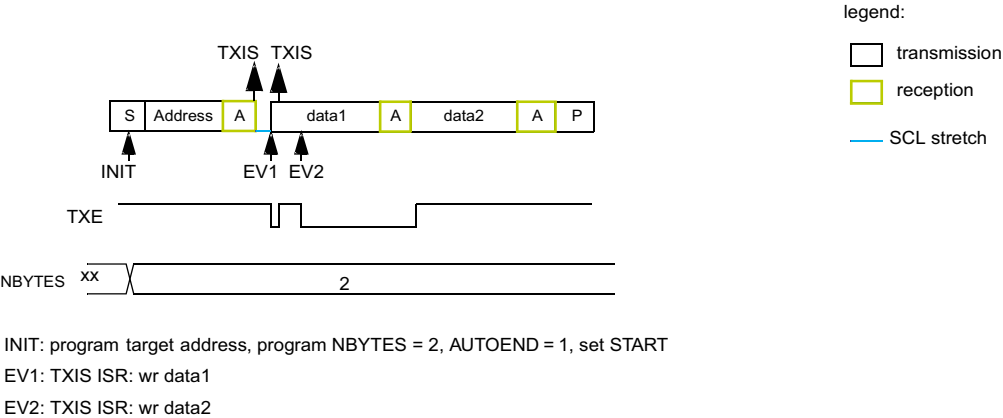 legend:
transmission
reception
SCL stretch
TXIS TXIS
S Address A data1 A data2 A P
INIT EV1 EV2
TXE
NBYTES xx 2
INIT: program target address, program NBYTES = 2, AUTOEND = 1, set START
EV1: TXIS ISR: wr data1
EV2: TXIS ISR: wr data2